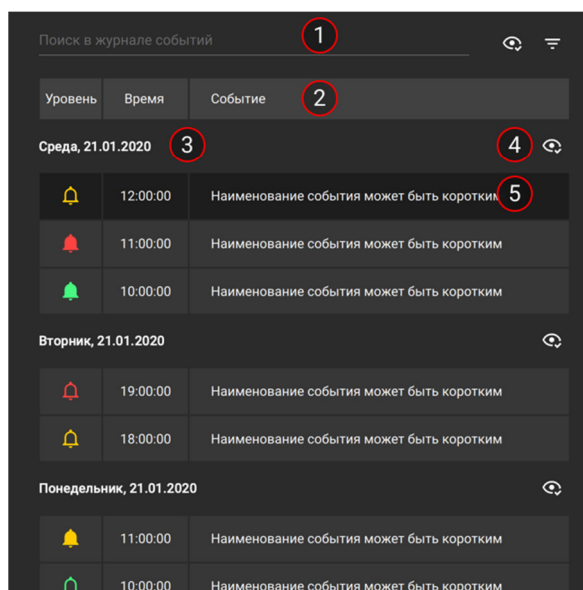 Поиск в журнале событий 1
Уровень Время Событие 2
Среда, 21.01.2020 3 4
12:00:00 Наименование события может быть коротким 5
11:00:00 Наименование события может быть коротким
10:00:00 Наименование события может быть коротким
Вторник, 21.01.2020
19:00:00 Наименование события может быть коротким
18:00:00 Наименование события может быть коротким
Понедельник, 21.01.2020
11:00:00 Наименование события может быть коротким
10:00:00 Наименование события может быть коротким